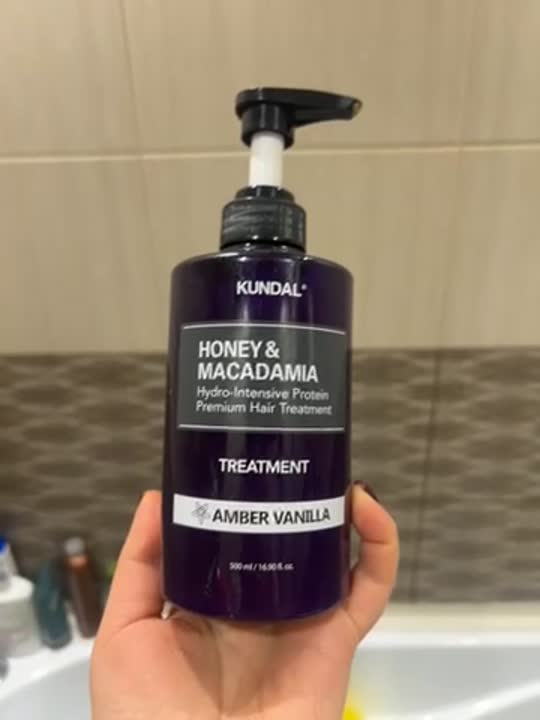 KUNDAL®
HONEY &
MACADAMIA
Hydro-Intensive Protein
Premium Hair Treatment
TREATMENT
AMBER VANILLA
500 ml / 16.90 fl. oz.